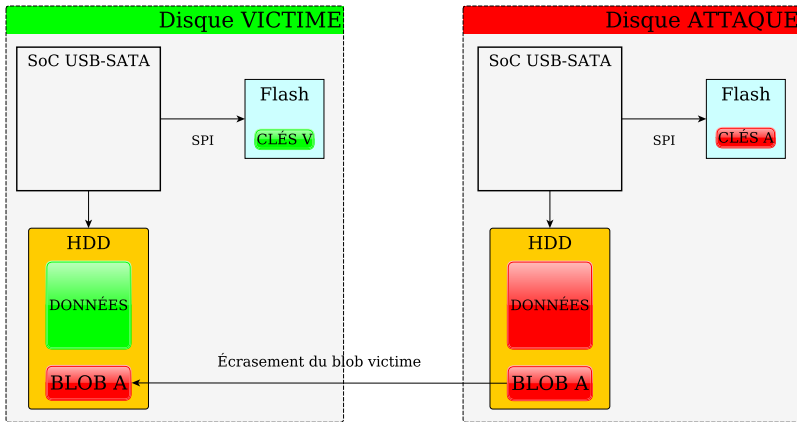 Disque VICTIME
SoC USB-SATA
Flash
CLÉS V
SPI
HDD
DONNÉES
BLOB A
Écrasement du blob victime
Disque ATTAQUE
SoC USB-SATA
Flash
CLÉS A
SPI
HDD
DONNÉES
BLOB A